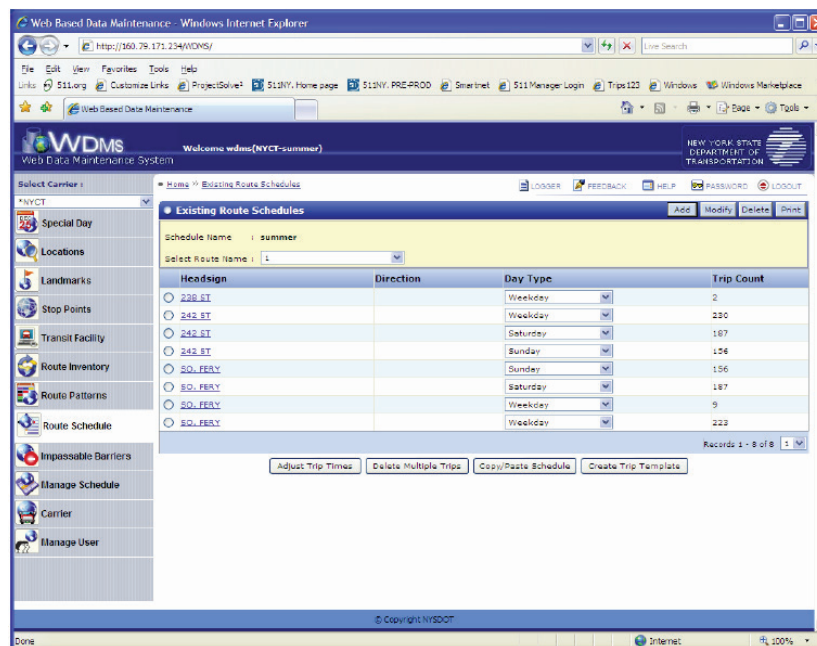 Web Based Data Maintenance - Windows Internet Explorer
http://160.79.171.234/WDMS/
Live Search
File Edit View Favorites Tools Help
Links 511.org Customize Links ProjectSolve² 511NY. Home page 511NY. PRE-PROD Smartnet 511 Manager Login Trips123 Windows Windows Marketplace
Web Based Data Maintenance
Page Tools
WDMS
Web Data Maintenance System
Welcome wdms(NYCT-summer)
NEW YORK STATE
DEPARTMENT OF
TRANSPORTATION
Select Carrier :
*NYCT
Home » Existing Route Schedules
LOGGER FEEDBACK HELP PASSWORD LOGOUT
Special Day
Locations
Landmarks
Stop Points
Transit Facility
Route Inventory
Route Patterns
Route Schedule
Impassable Barriers
Manage Schedule
Carrier
Manage User
Existing Route Schedules
Add Modify Delete Print
Schedule Name : summer
Select Route Name : 1
Headsign Direction Day Type Trip Count
238 ST Weekday 2
242 ST Weekday 230
242 ST Saturday 187
242 ST Sunday 156
SO. FERY Sunday 156
SO. FERY Saturday 187
SO. FERY Weekday 9
SO. FERY Weekday 223
Records 1 - 8 of 8 1
Adjust Trip Times Delete Multiple Trips Copy/Paste Schedule Create Trip Template
© Copyright NYSDOT
Done Internet 100%